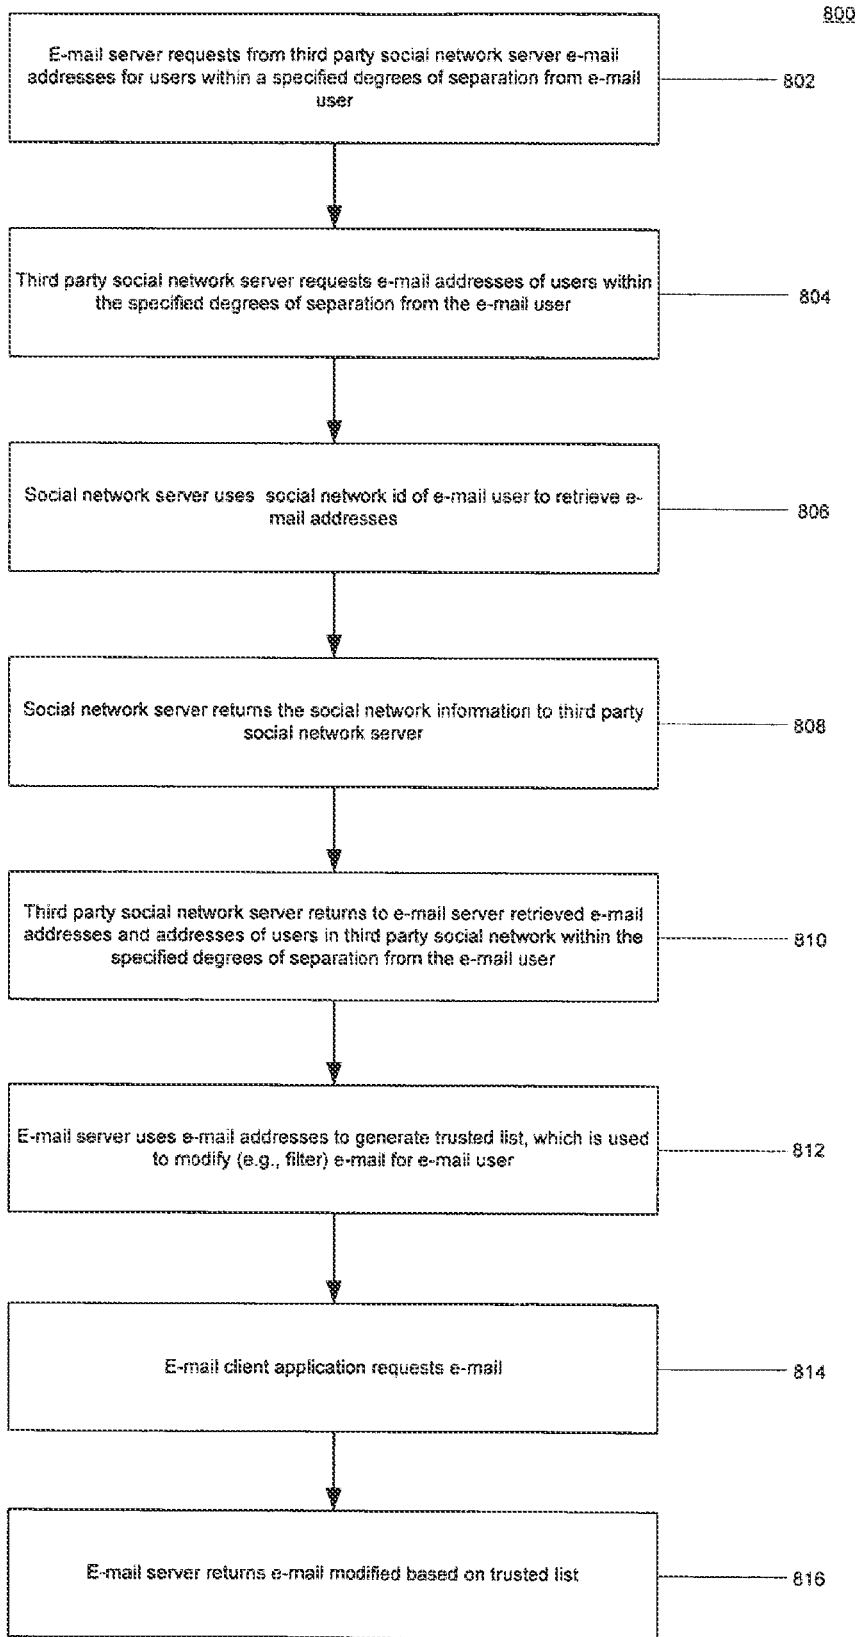 800
E-mail server requests from third party social network server e-mail
addresses for users within a specified degrees of separation from e-mail
user
802
Third party social network server requests e-mail addresses of users within
the specified degrees of separation from the e-mail user
804
Social network server uses social network id of e-mail user to retrieve e-
mail addresses
806
Social network server returns the social network information to third party
social network server
808
Third party social network server returns to e-mail server retrieved e-mail
addresses and addresses of users in third party social network within the
specified degrees of separation from the e-mail user
810
E-mail server uses e-mail addresses to generate trusted list, which is used
to modify (e.g., filter) e-mail for e-mail user
812
E-mail client application requests e-mail
814
E-mail server returns e-mail modified based on trusted list
816